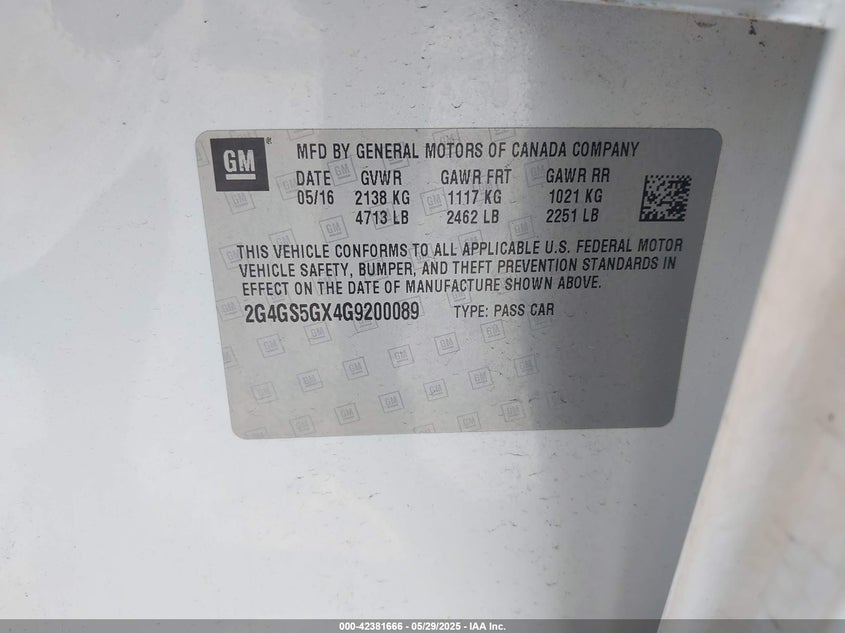 GM
MFD BY GENERAL MOTORS OF CANADA COMPANY
DATE GVWR GAWR FRT GAWR RR
05/16 2138 KG 1117 KG 1021 KG
4713 LB 2462 LB 2251 LB
THIS VEHICLE CONFORMS TO ALL APPLICABLE U.S. FEDERAL MOTOR
VEHICLE SAFETY, BUMPER, AND THEFT PREVENTION STANDARDS IN
EFFECT ON THE DATE OF MANUFACTURE SHOWN ABOVE.
2G4GS5GX4G9200089 TYPE: PASS CAR
000-42381666 - 05/29/2025 - IAA Inc.